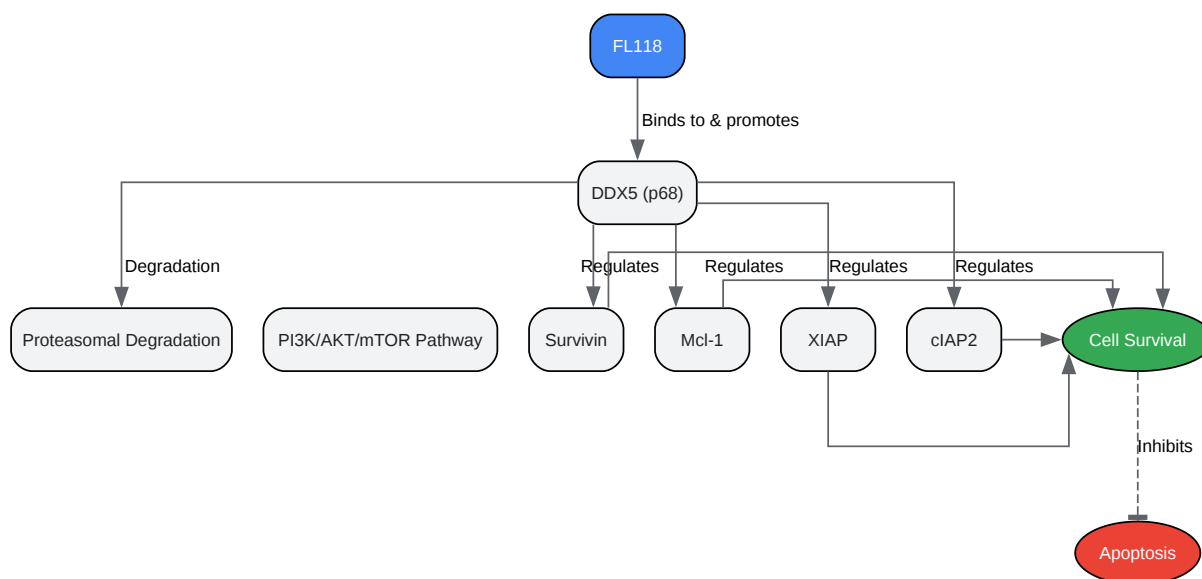 FL118
Binds to & promotes
DDX5 (p68)
Degradation
Regulates
Regulates
Regulates
Regulates
Proteasomal Degradation
PI3K/AKT/mTOR Pathway
Survivin
Mcl-1
XIAP
cIAP2
Cell Survival
Inhibits
Apoptosis